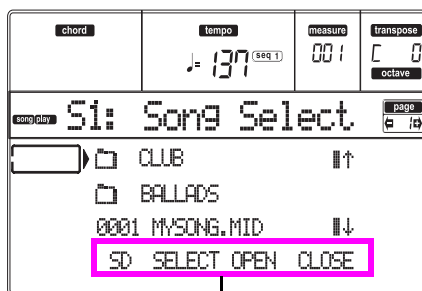 chord tempo measure transpose
♩= 137 seq 1 001 C 0
octave
song play S1: Song Select page
CLUB
BALLADS
0001 MYSONG.MID
SD SELECT OPEN CLOSE